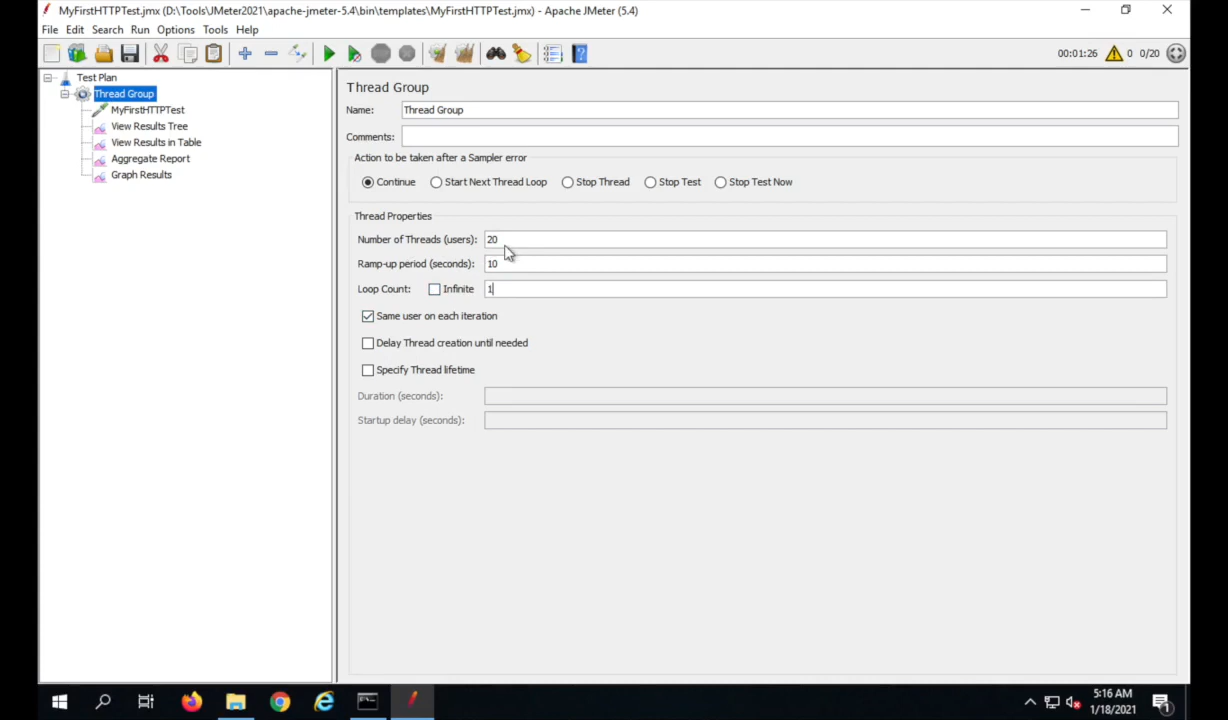 MyFirstHTTPTest.jmx (D:\Tools\JMeter2021\apache-jmeter-5.4\bin\templates\MyFirstHTTPTest.jmx) - Apache JMeter (5.4)
File Edit Search Run Options Tools Help
00:01:26 0 0/20
Test Plan
Thread Group
MyFirstHTTPTest
View Results Tree
View Results in Table
Aggregate Report
Graph Results
Thread Group
Name: Thread Group
Comments:
Action to be taken after a Sampler error
Continue Start Next Thread Loop Stop Thread Stop Test Stop Test Now
Thread Properties
Number of Threads (users): 20
Ramp-up period (seconds): 10
Loop Count: Infinite 1
Same user on each iteration
Delay Thread creation until needed
Specify Thread lifetime
Duration (seconds):
Startup delay (seconds):
5:16 AM
1/18/2021
1